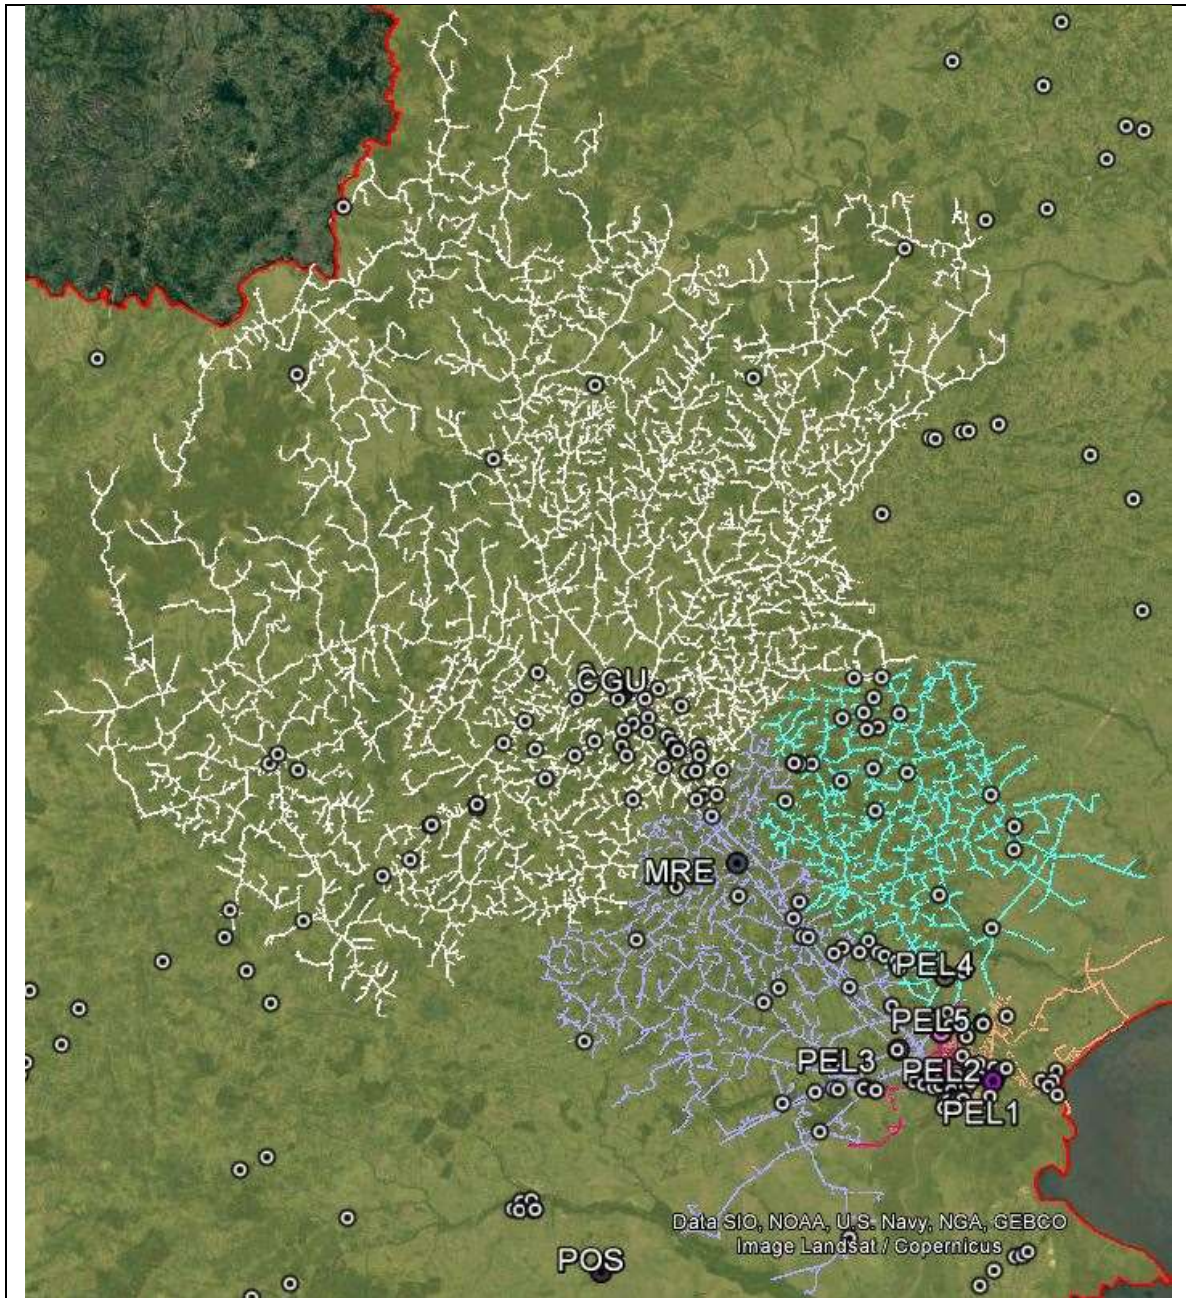 CGU
MRE
PEL4
PEL5
PEL3
PEL2
PEL1
Data SIO, NOAA, U.S. Navy, NGA, GEBCO
Image Landsat / Copernicus
POS